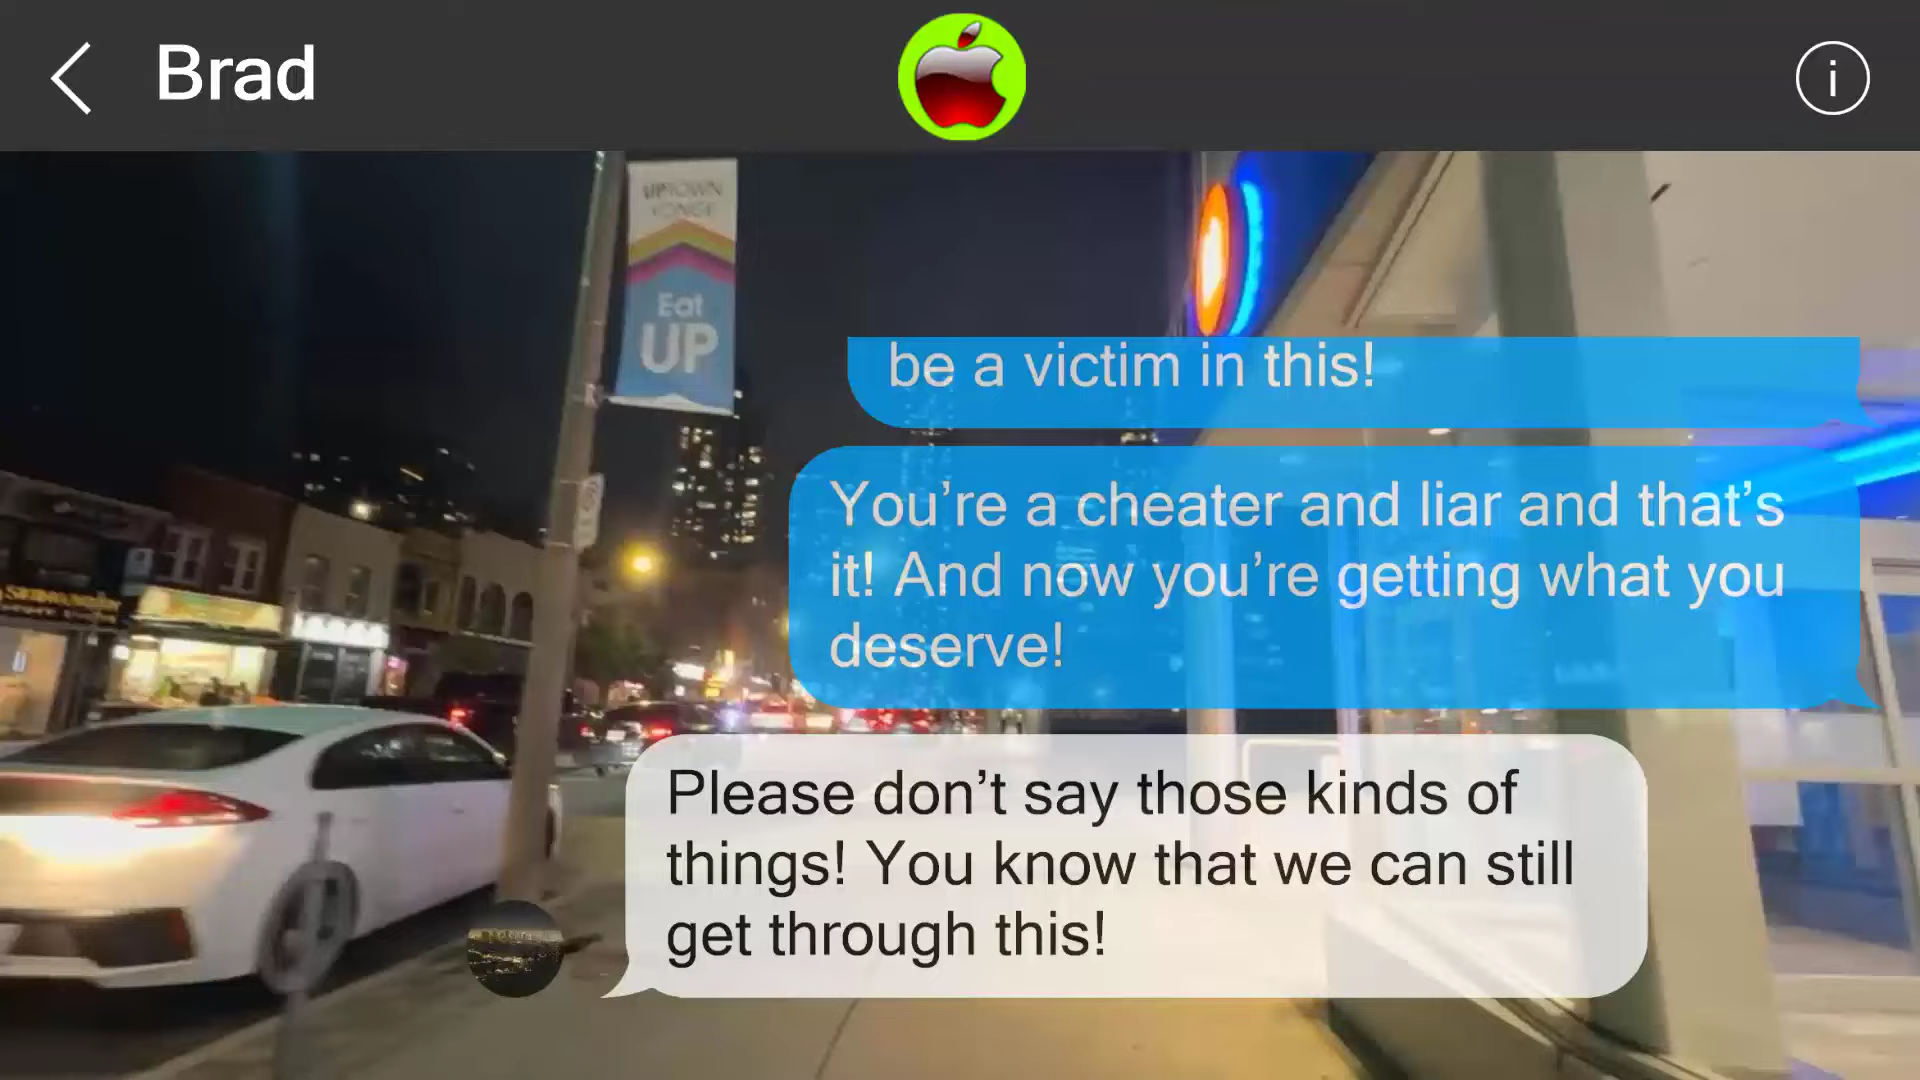 Brad
i
UPTOWN
YONGE
Eat
UP
be a victim in this!
You’re a cheater and liar and that’s
it! And now you’re getting what you
deserve!
Please don’t say those kinds of
things! You know that we can still
get through this!